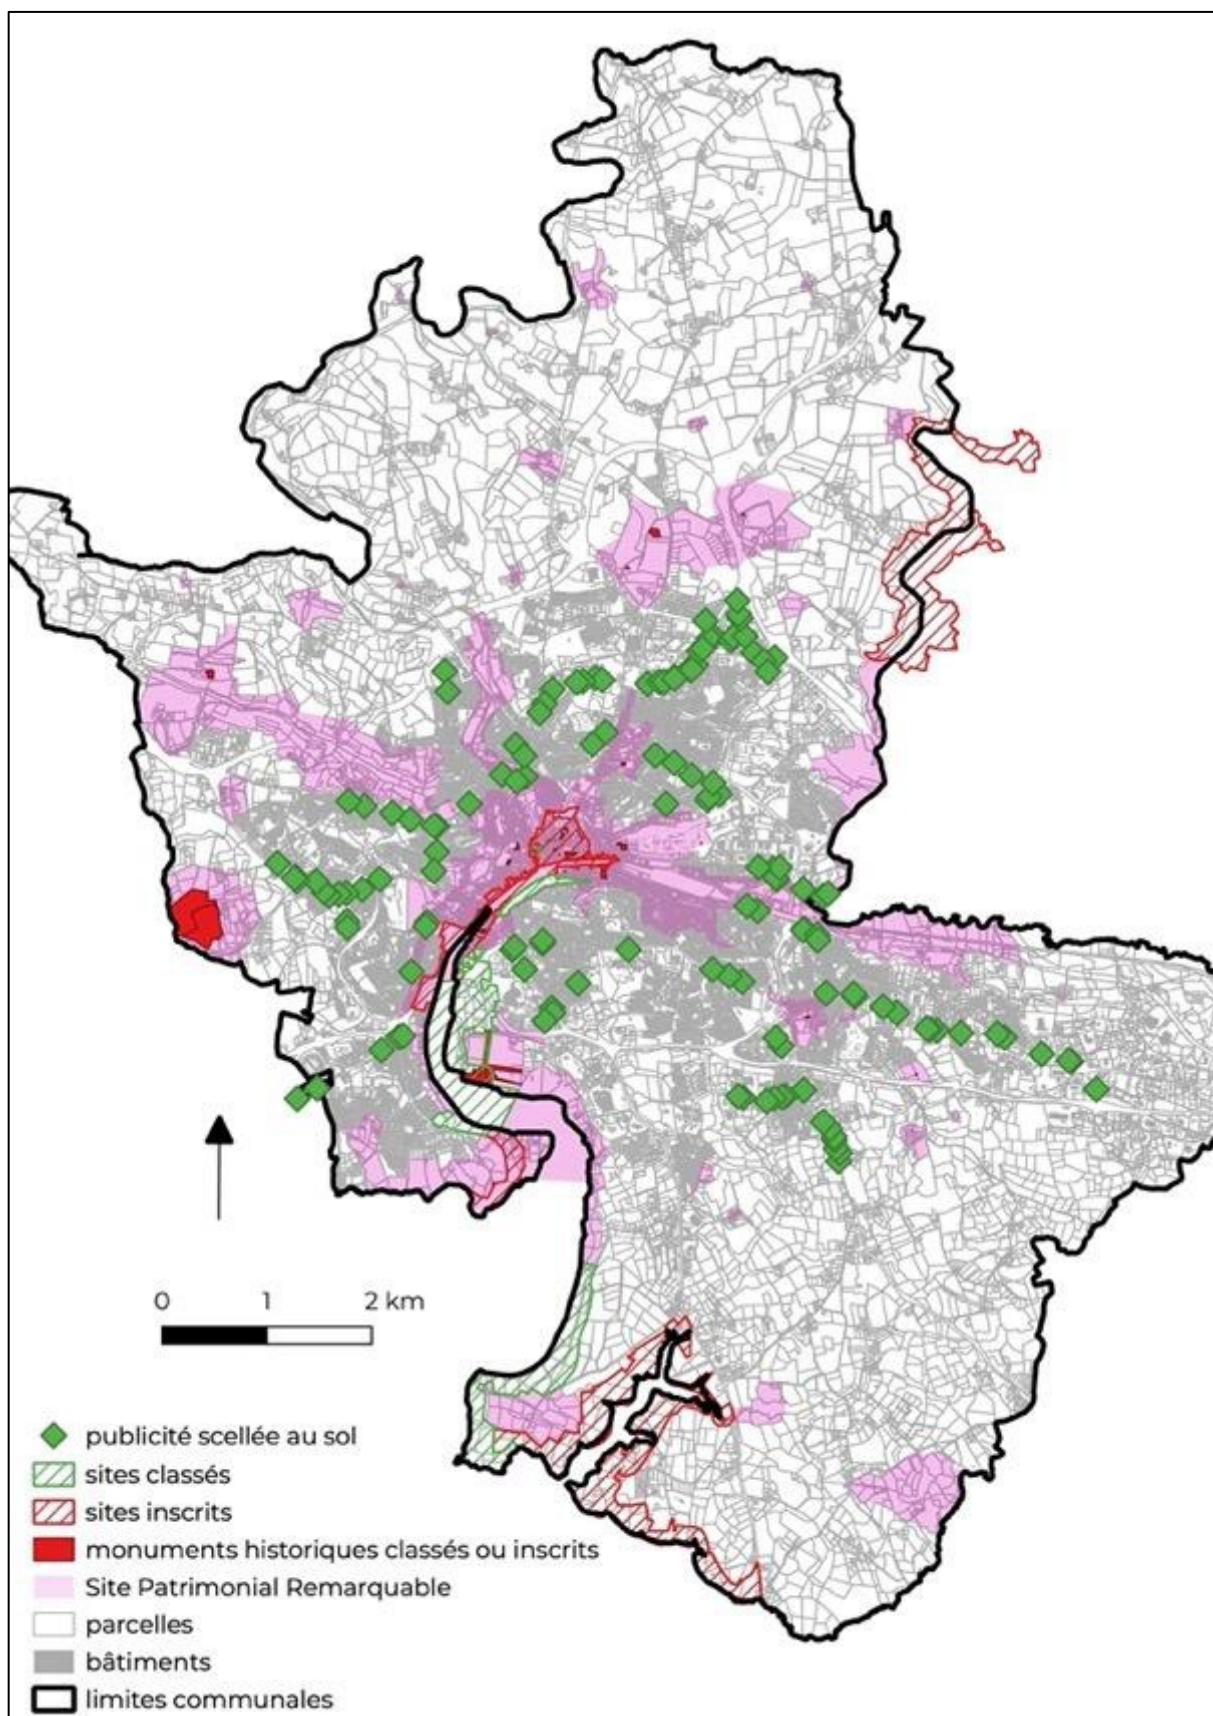 0 1 2 km
publicité scellée au sol
sites classés
sites inscrits
monuments historiques classés ou inscrits
Site Patrimonial Remarquable
parcelles
bâtiments
limites communales